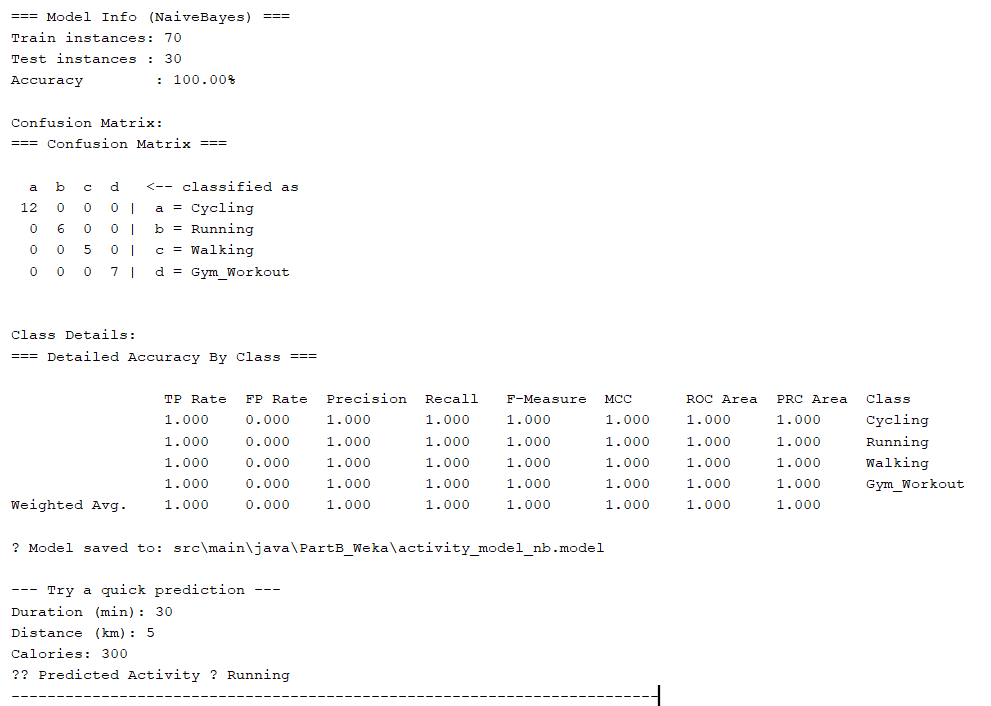 === Model Info (NaiveBayes) ===
Train instances: 70
Test instances : 30
Accuracy        : 100.00%
Confusion Matrix:
=== Confusion Matrix ===
  a  b  c  d   <-- classified as
 12  0  0  0 |  a = Cycling
  0  6  0  0 |  b = Running
  0  0  5  0 |  c = Walking
  0  0  0  7 |  d = Gym_Workout
Class Details:
=== Detailed Accuracy By Class ===
                 TP Rate  FP Rate  Precision  Recall   F-Measure  MCC      ROC Area  PRC Area  Class
                 1.000    0.000    1.000      1.000    1.000      1.000    1.000     1.000     Cycling
                 1.000    0.000    1.000      1.000    1.000      1.000    1.000     1.000     Running
                 1.000    0.000    1.000      1.000    1.000      1.000    1.000     1.000     Walking
                 1.000    0.000    1.000      1.000    1.000      1.000    1.000     1.000     Gym_Workout
Weighted Avg.    1.000    0.000    1.000      1.000    1.000      1.000    1.000     1.000
? Model saved to: src\main\java\PartB_Weka\activity_model_nb.model
--- Try a quick prediction ---
Duration (min): 30
Distance (km): 5
Calories: 300
?? Predicted Activity ? Running
------------------------------------------------------------------------